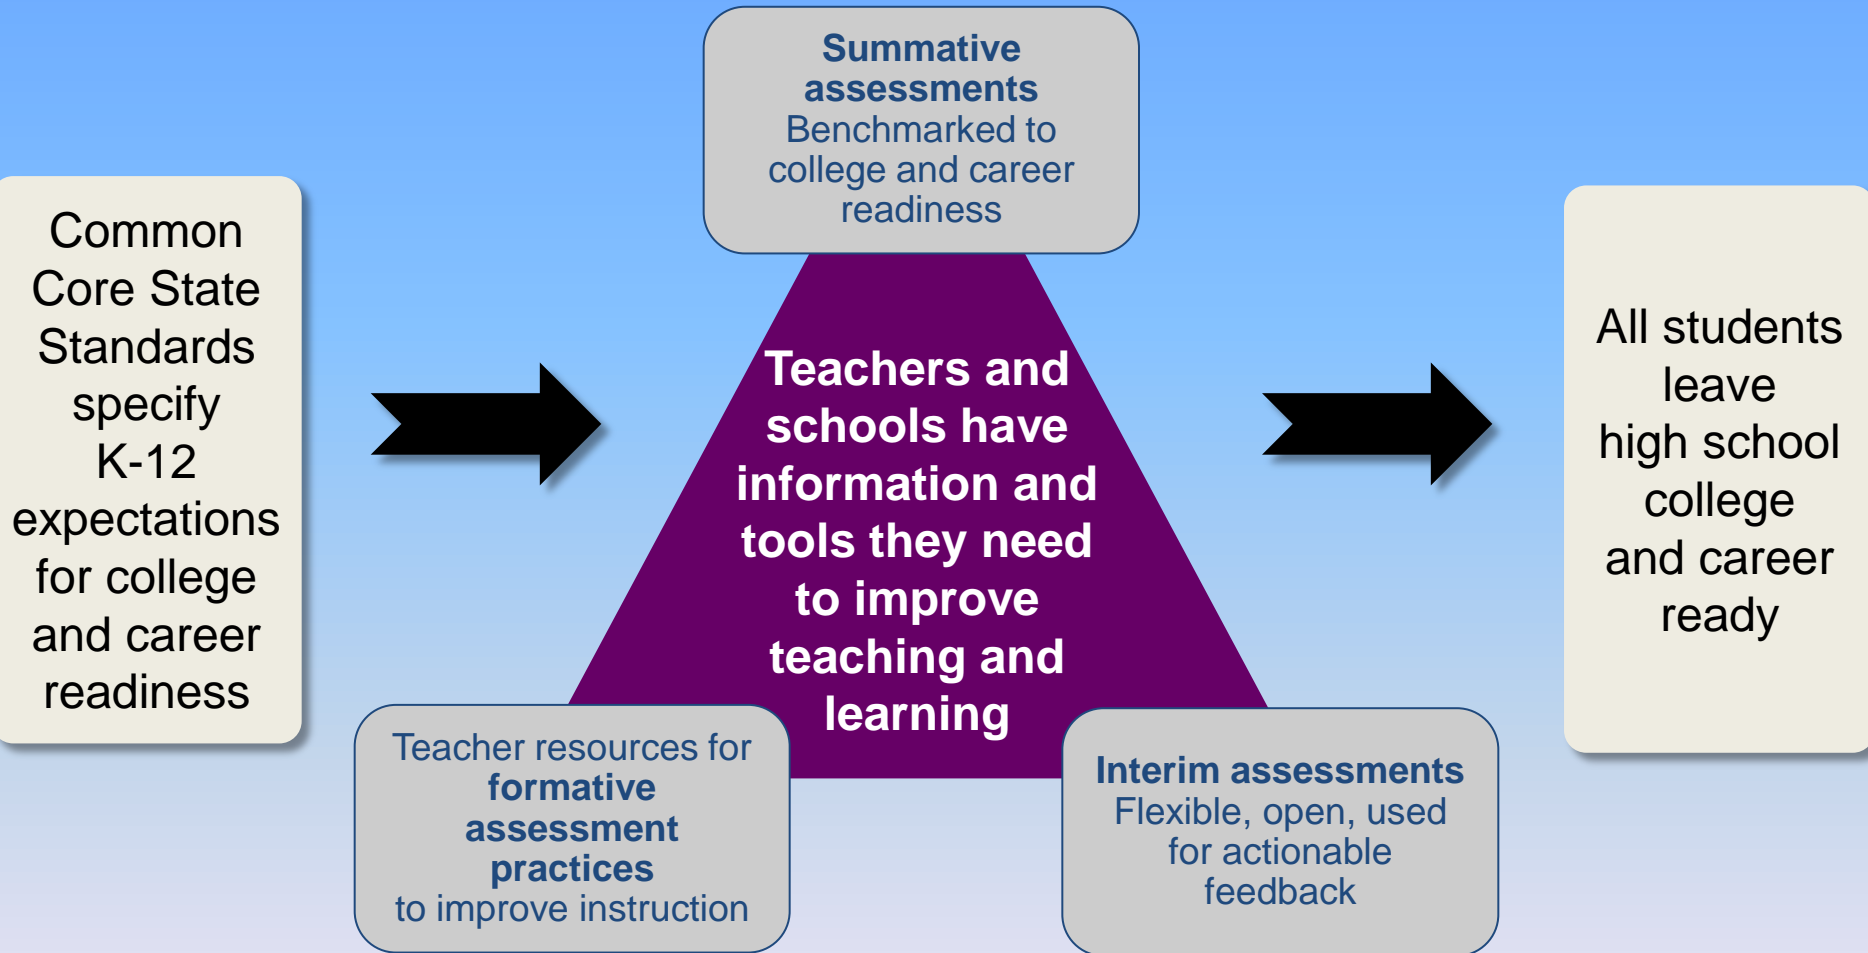 Common
Core State
Standards
specify
K-12
expectations
for college
and career
readiness
Summative
assessments
Benchmarked to
college and career
readiness
Teachers and
schools have
information and
tools they need
to improve
teaching and
learning
Teacher resources for
formative
assessment
practices
to improve instruction
Interim assessments
Flexible, open, used
for actionable
feedback
All students
leave
high school
college
and career
ready